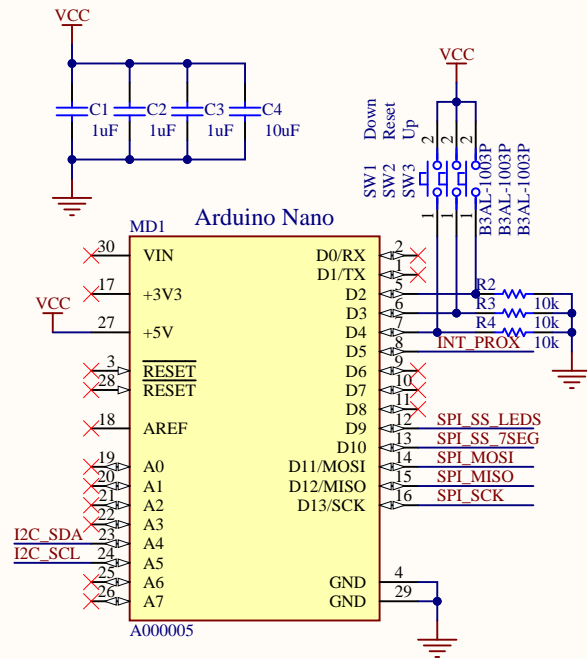 VCC
C1
1uF
C2
1uF
C3
1uF
C4
10uF
VCC
Down
Reset
Up
SW1
SW2
SW3
2
2
2
1
1
1
B3AL-1003P
B3AL-1003P
B3AL-1003P
MD1
Arduino Nano
30 VIN
17 +3V3
VCC
27 +5V
3 RESET
28 RESET
18 AREF
19 A0
20 A1
21 A2
22 A3
I2C_SDA 23 A4
I2C_SCL 24 A5
25 A6
26 A7
D0/RX 2
D1/TX 1
D2 5
D3 6
D4 7
D5 8 INT_PROX
D6 9
D7 10
D8 11
D9 12 SPI_SS_LEDS
D10 13 SPI_SS_7SEG
D11/MOSI 14 SPI_MOSI
D12/MISO 15 SPI_MISO
D13/SCK 16 SPI_SCK
GND 4
GND 29
R2
10k
R3
10k
R4
10k
A000005